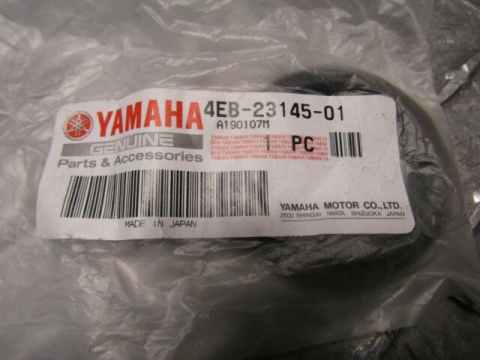 YAMAHA 4EB-23145-01
GENUINE A190107M
Parts & Accessories 1 PC
YAMAHA MOTOR CO., LTD.
2500 SHINGAI IWATA SHIZUOKA JAPAN
MADE IN JAPAN